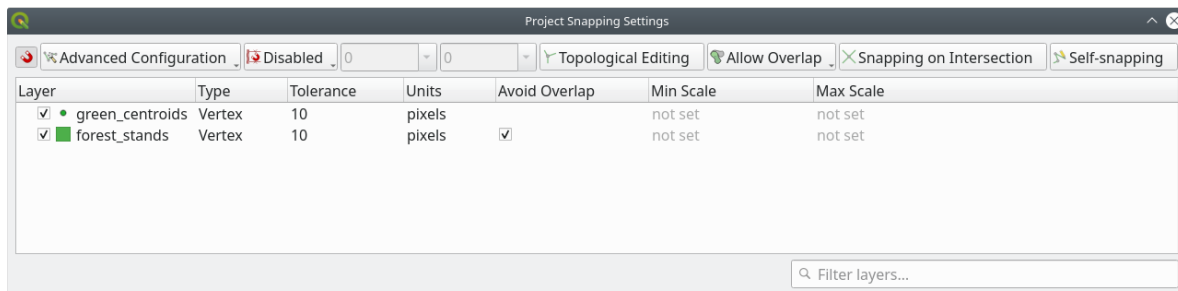 Project Snapping Settings
Advanced Configuration Disabled 0 0 Topological Editing Allow Overlap Snapping on Intersection Self-snapping
Layer Type Tolerance Units Avoid Overlap Min Scale Max Scale
green_centroids Vertex 10 pixels not set not set
forest_stands Vertex 10 pixels not set not set
Filter layers...